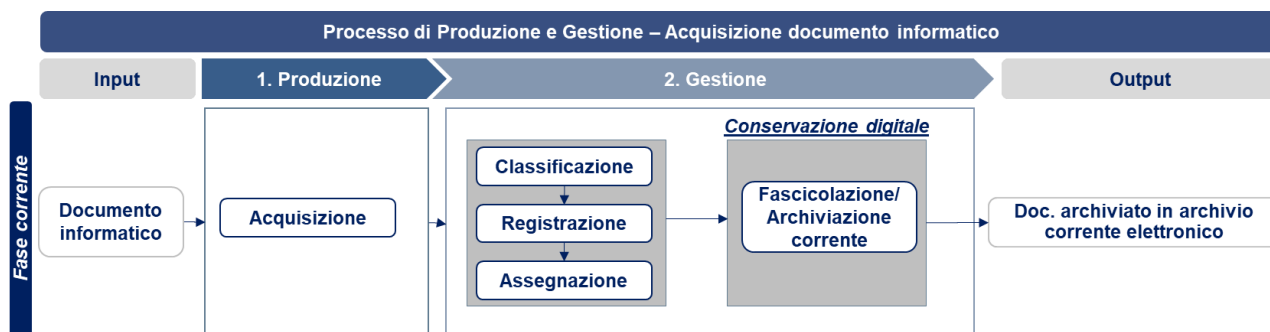 Processo di Produzione e Gestione – Acquisizione documento informatico
Input
1. Produzione
2. Gestione
Output
Fase corrente
Documento
informatico
Acquisizione
Classificazione
Registrazione
Assegnazione
Conservazione digitale
Fascicolazione/
Archiviazione
corrente
Doc. archiviato in archivio
corrente elettronico